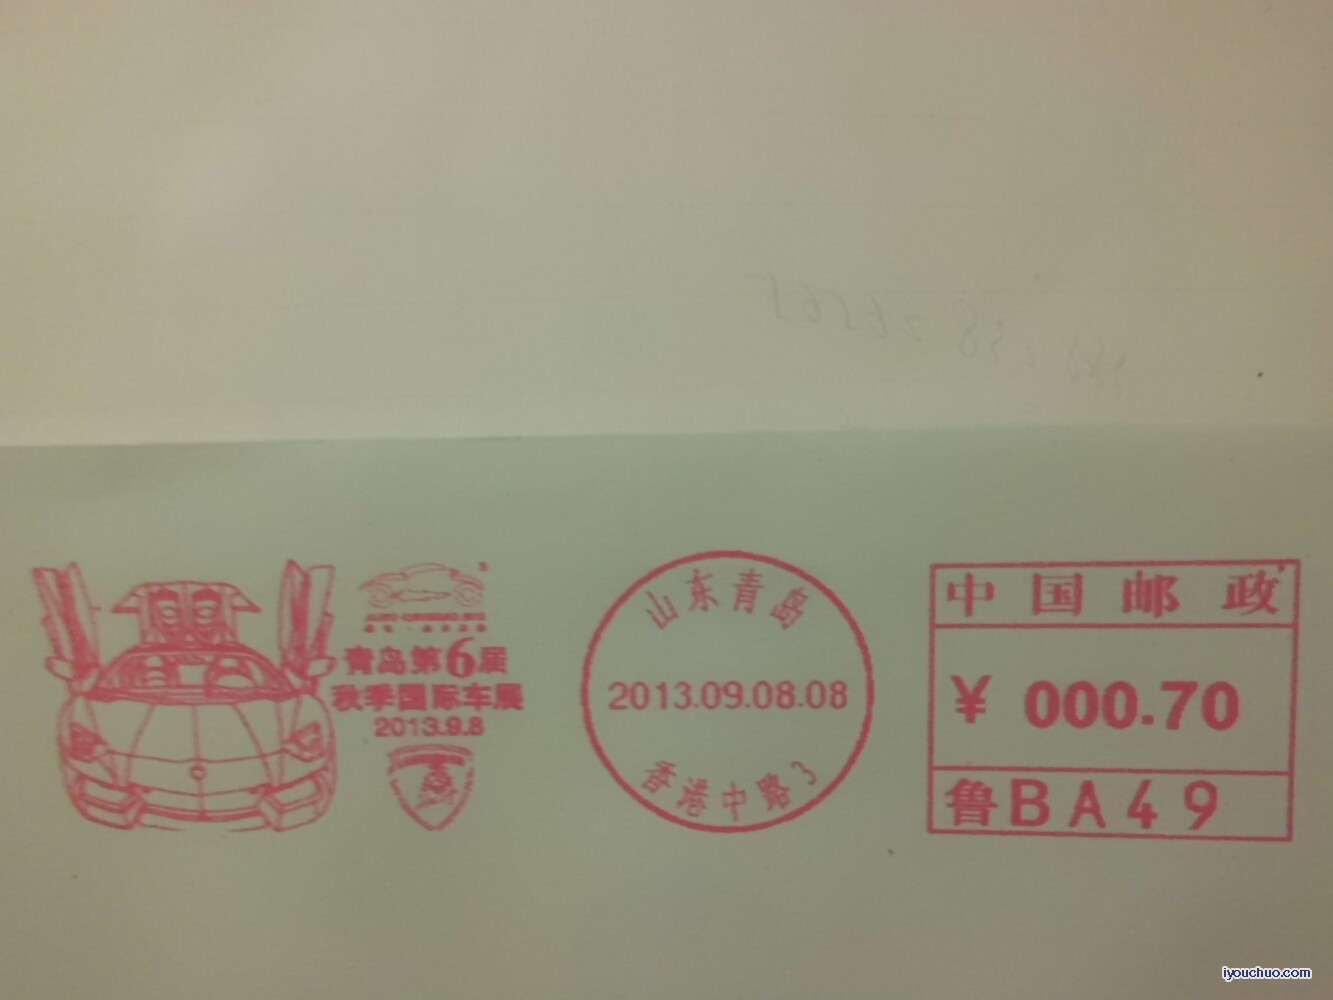 青岛第6届
秋季国际车展
2013.9.8
山东青岛
2013.09.08.08
香港中路3
中国邮政
¥ 000.70
鲁BA49
iyouchuo.com